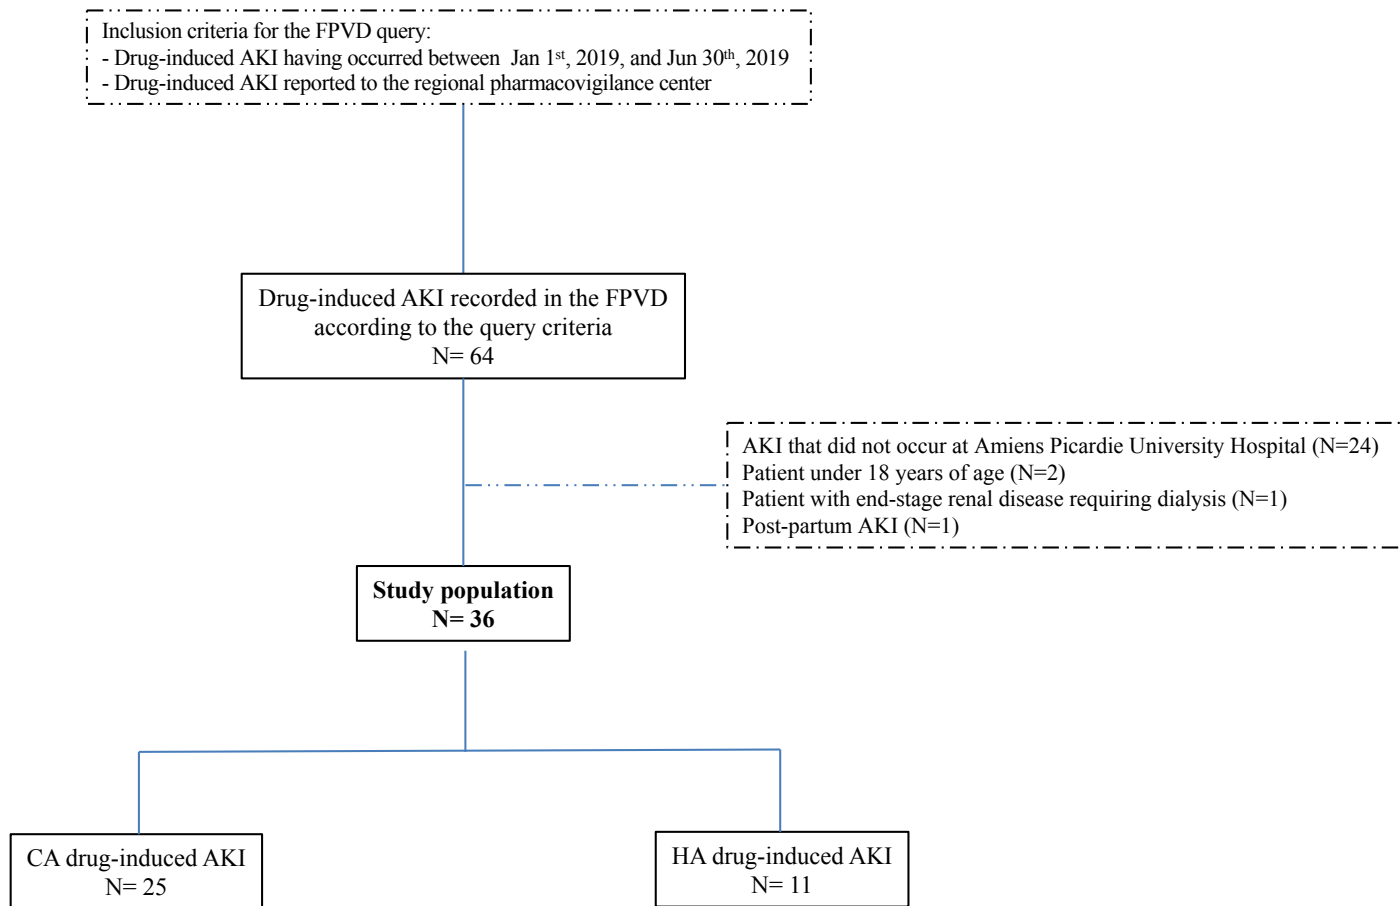 Inclusion criteria for the FPVD query:
- Drug-induced AKI having occurred between Jan 1st, 2019, and Jun 30th, 2019
- Drug-induced AKI reported to the regional pharmacovigilance center
Drug-induced AKI recorded in the FPVD
according to the query criteria
N= 64
AKI that did not occur at Amiens Picardie University Hospital (N=24)
Patient under 18 years of age (N=2)
Patient with end-stage renal disease requiring dialysis (N=1)
Post-partum AKI (N=1)
Study population
N= 36
CA drug-induced AKI
N= 25
HA drug-induced AKI
N= 11